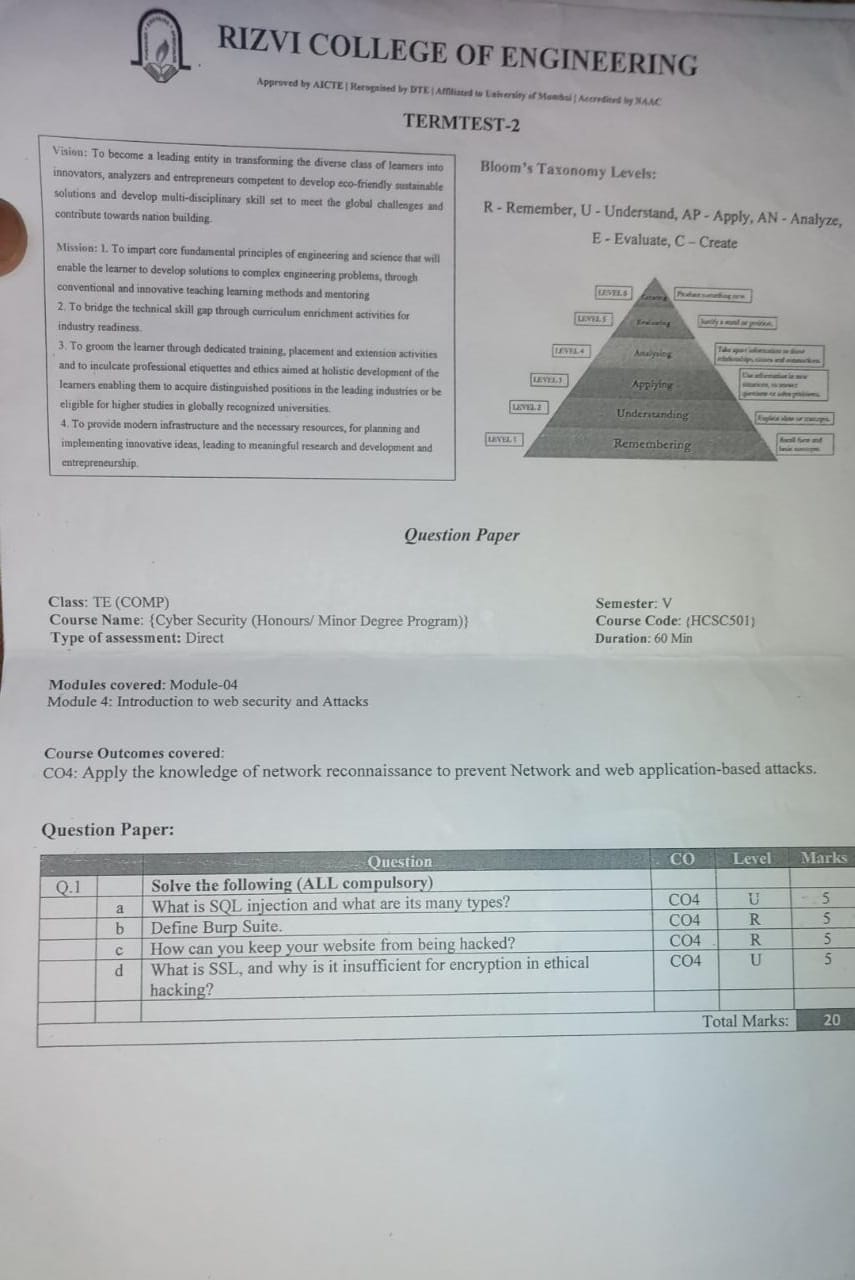 RIZVI COLLEGE OF ENGINEERING
Approved by AICTE | Recognised by DTE | Affiliated to University of Mumbai | Accredited by NAAC
TERMTEST-2
Vision: To become a leading entity in transforming the diverse class of learners into
innovators, analyzers and entrepreneurs competent to develop eco-friendly sustainable
solutions and develop multi-disciplinary skill set to meet the global challenges and
contribute towards nation building.
Mission: 1. To impart core fundamental principles of engineering and science that will
enable the learner to develop solutions to complex engineering problems, through
conventional and innovative teaching learning methods and mentoring
2. To bridge the technical skill gap through curriculum enrichment activities for
industry readiness.
3. To groom the learner through dedicated training, placement and extension activities
and to inculcate professional etiquettes and ethics aimed at holistic development of the
learners enabling them to acquire distinguished positions in the leading industries or be
eligible for higher studies in globally recognized universities.
4. To provide modern infrastructure and the necessary resources, for planning and
implementing innovative ideas, leading to meaningful research and development and
entrepreneurship.
Bloom's Taxonomy Levels:
R - Remember, U - Understand, AP - Apply, AN - Analyze,
E - Evaluate, C – Create
LEVEL 6 Creating Produce something new
LEVEL 5 Evaluating Justify a stand or position
LEVEL 4 Analysing
LEVEL 3 Applying
LEVEL 2 Understanding Explain ideas or concepts
LEVEL 1 Remembering Recall facts and
basic concepts
Question Paper
Class: TE (COMP)
Semester: V
Course Name: {Cyber Security (Honours/ Minor Degree Program)}
Course Code: {HCSC501}
Type of assessment: Direct
Duration: 60 Min
Modules covered: Module-04
Module 4: Introduction to web security and Attacks
Course Outcomes covered:
CO4: Apply the knowledge of network reconnaissance to prevent Network and web application-based attacks.
Question Paper:
Question CO Level Marks
Q.1 Solve the following (ALL compulsory)
a What is SQL injection and what are its many types? CO4 U 5
b Define Burp Suite. CO4 R 5
c How can you keep your website from being hacked? CO4 R 5
d What is SSL, and why is it insufficient for encryption in ethical CO4 U 5
hacking?
Total Marks: 20